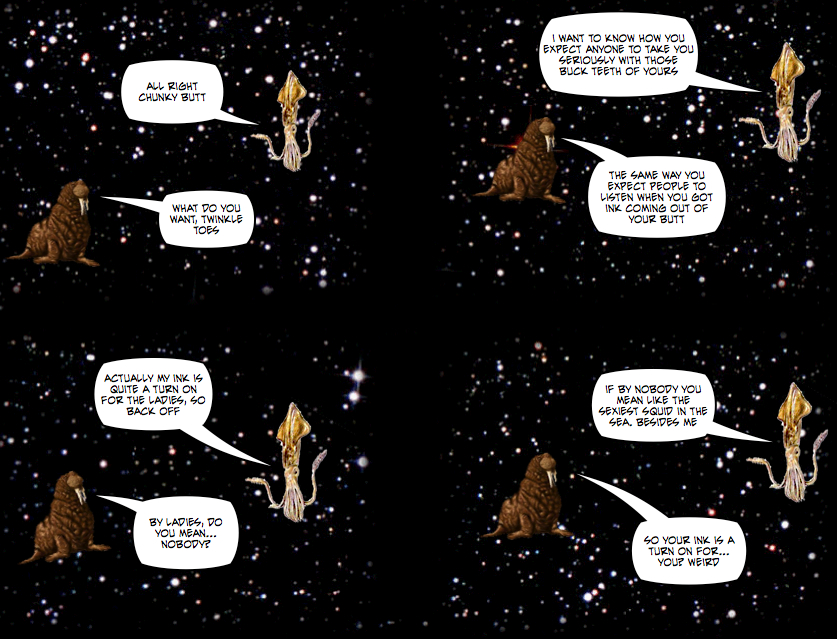 ALL RIGHT
CHUNKY BUTT
WHAT DO YOU
WANT, TWINKLE
TOES
I WANT TO KNOW HOW YOU
EXPECT ANYONE TO TAKE YOU
SERIOUSLY WITH THOSE
BUCK TEETH OF YOURS
THE SAME WAY YOU
EXPECT PEOPLE TO
LISTEN WHEN YOU GOT
INK COMING OUT OF
YOUR BUTT
ACTUALLY MY INK IS
QUITE A TURN ON
FOR THE LADIES, SO
BACK OFF
BY LADIES, DO
YOU MEAN...
NOBODY?
IF BY NOBODY YOU
MEAN LIKE THE
SEXIEST SQUID IN THE
SEA. BESIDES ME
SO YOUR INK IS A
TURN ON FOR...
YOU? WEIRD